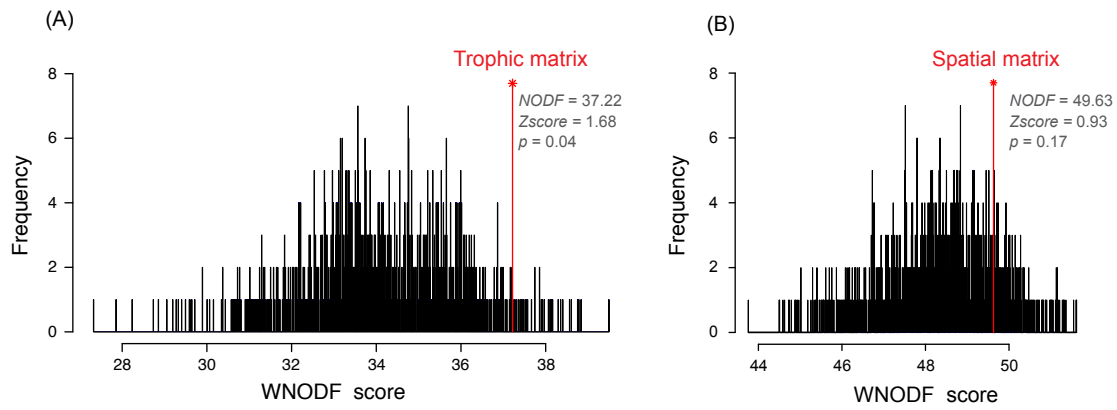 (A)
Trophic matrix
NODF = 37.22
Zscore = 1.68
p = 0.04
Frequency
8
6
4
2
0
28 30 32 34 36 38
WNODF score
(B)
Spatial matrix
NODF = 49.63
Zscore = 0.93
p = 0.17
Frequency
8
6
4
2
0
44 46 48 50
WNODF score